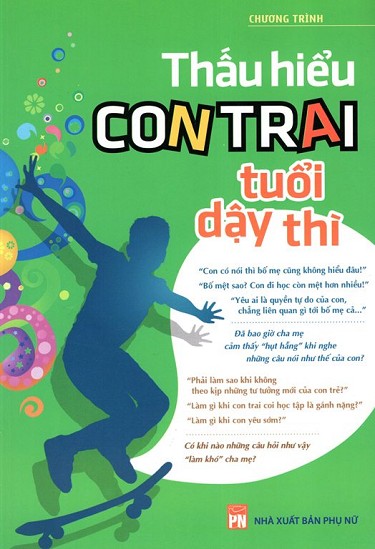 CHƯƠNG TRÌNH
Thấu hiểu
CON TRAI
tuổi
dậy thì
"Con có nói thì bố mẹ cũng không hiểu đâu!"
"Bố mệt sao? Con đi học còn mệt hơn nhiều!"
"Yêu ai là quyền tự do của con,
chẳng liên quan gì tới bố mẹ cả..."
Đã bao giờ cha mẹ
cảm thấy "hụt hẫng" khi nghe
những câu nói như thế của con?
"Phải làm sao khi không
theo kịp những tư tưởng mới của con trẻ?"
"Làm gì khi con trai coi học tập là gánh nặng?"
"Làm gì khi con yêu sớm?"
Có khi nào những câu hỏi như vậy
"làm khó" cha mẹ?
PN
NHÀ XUẤT BẢN PHỤ NỮ